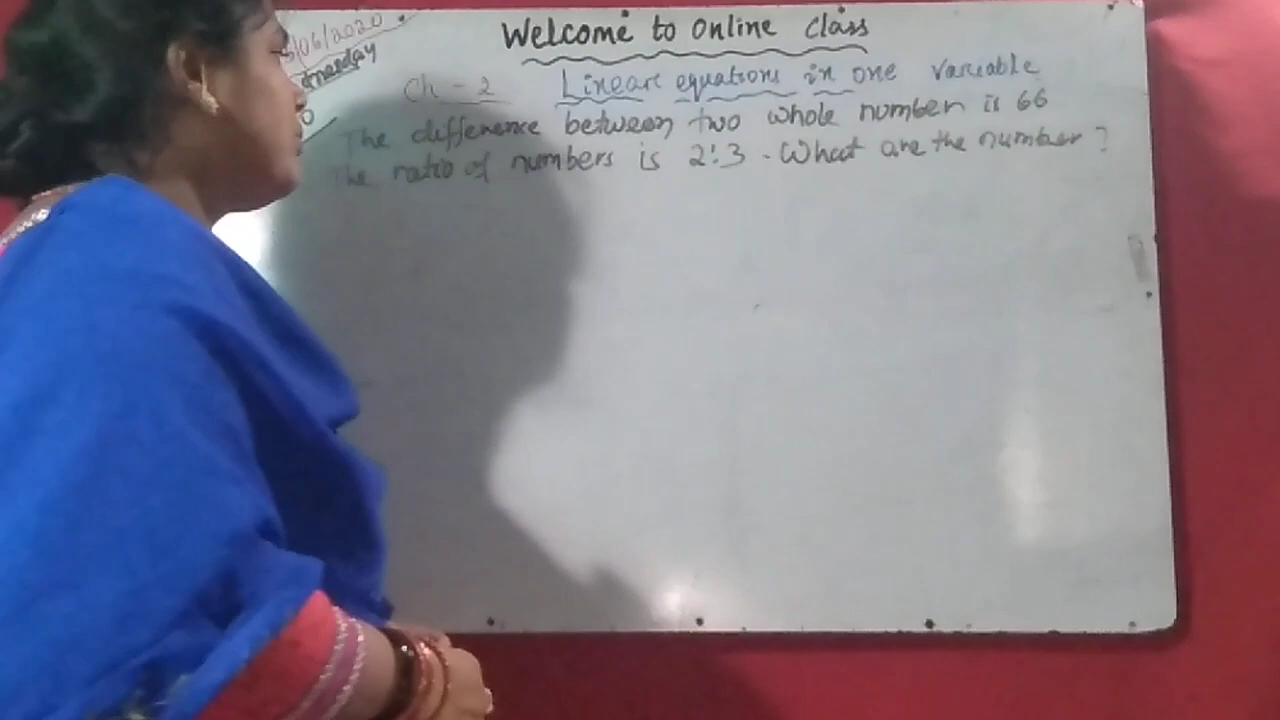 /06/2020
Welcome to Online class
Ch - 2 Linear equations in one variable
The difference between two whole number is 66
The ratio of numbers is 2:3. What are the number?